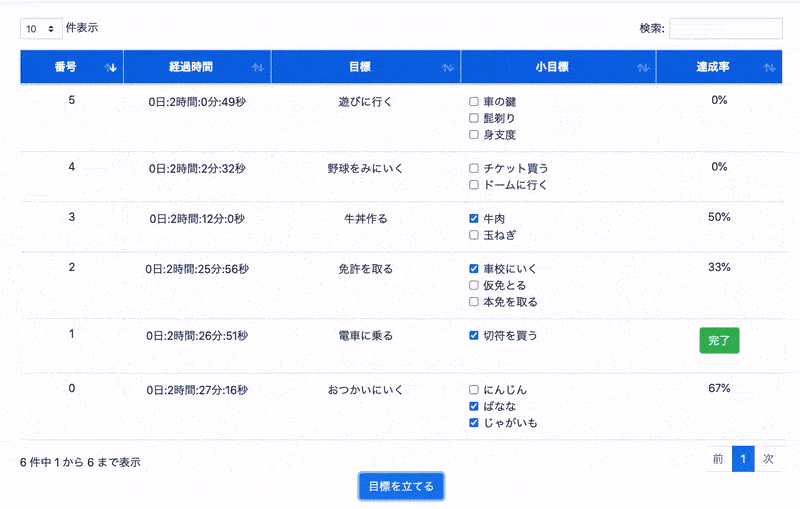 10 件表示 検索:
番号 経過時間 目標 小目標 達成率
5 0日:2時間:0分:49秒 遊びに行く 車の鍵 0%
髭剃り
身支度
4 0日:2時間:2分:32秒 野球をみにいく チケット買う 0%
ドームに行く
3 0日:2時間:12分:0秒 牛丼作る 牛肉 50%
玉ねぎ
2 0日:2時間:25分:56秒 免許を取る 車校にいく 33%
仮免とる
本免を取る
1 0日:2時間:26分:51秒 電車に乗る 切符を買う 完了
0 0日:2時間:27分:16秒 おつかいにいく にんじん 67%
ばなな
じゃがいも
6 件中 1 から 6 まで表示 前 1 次
目標を立てる